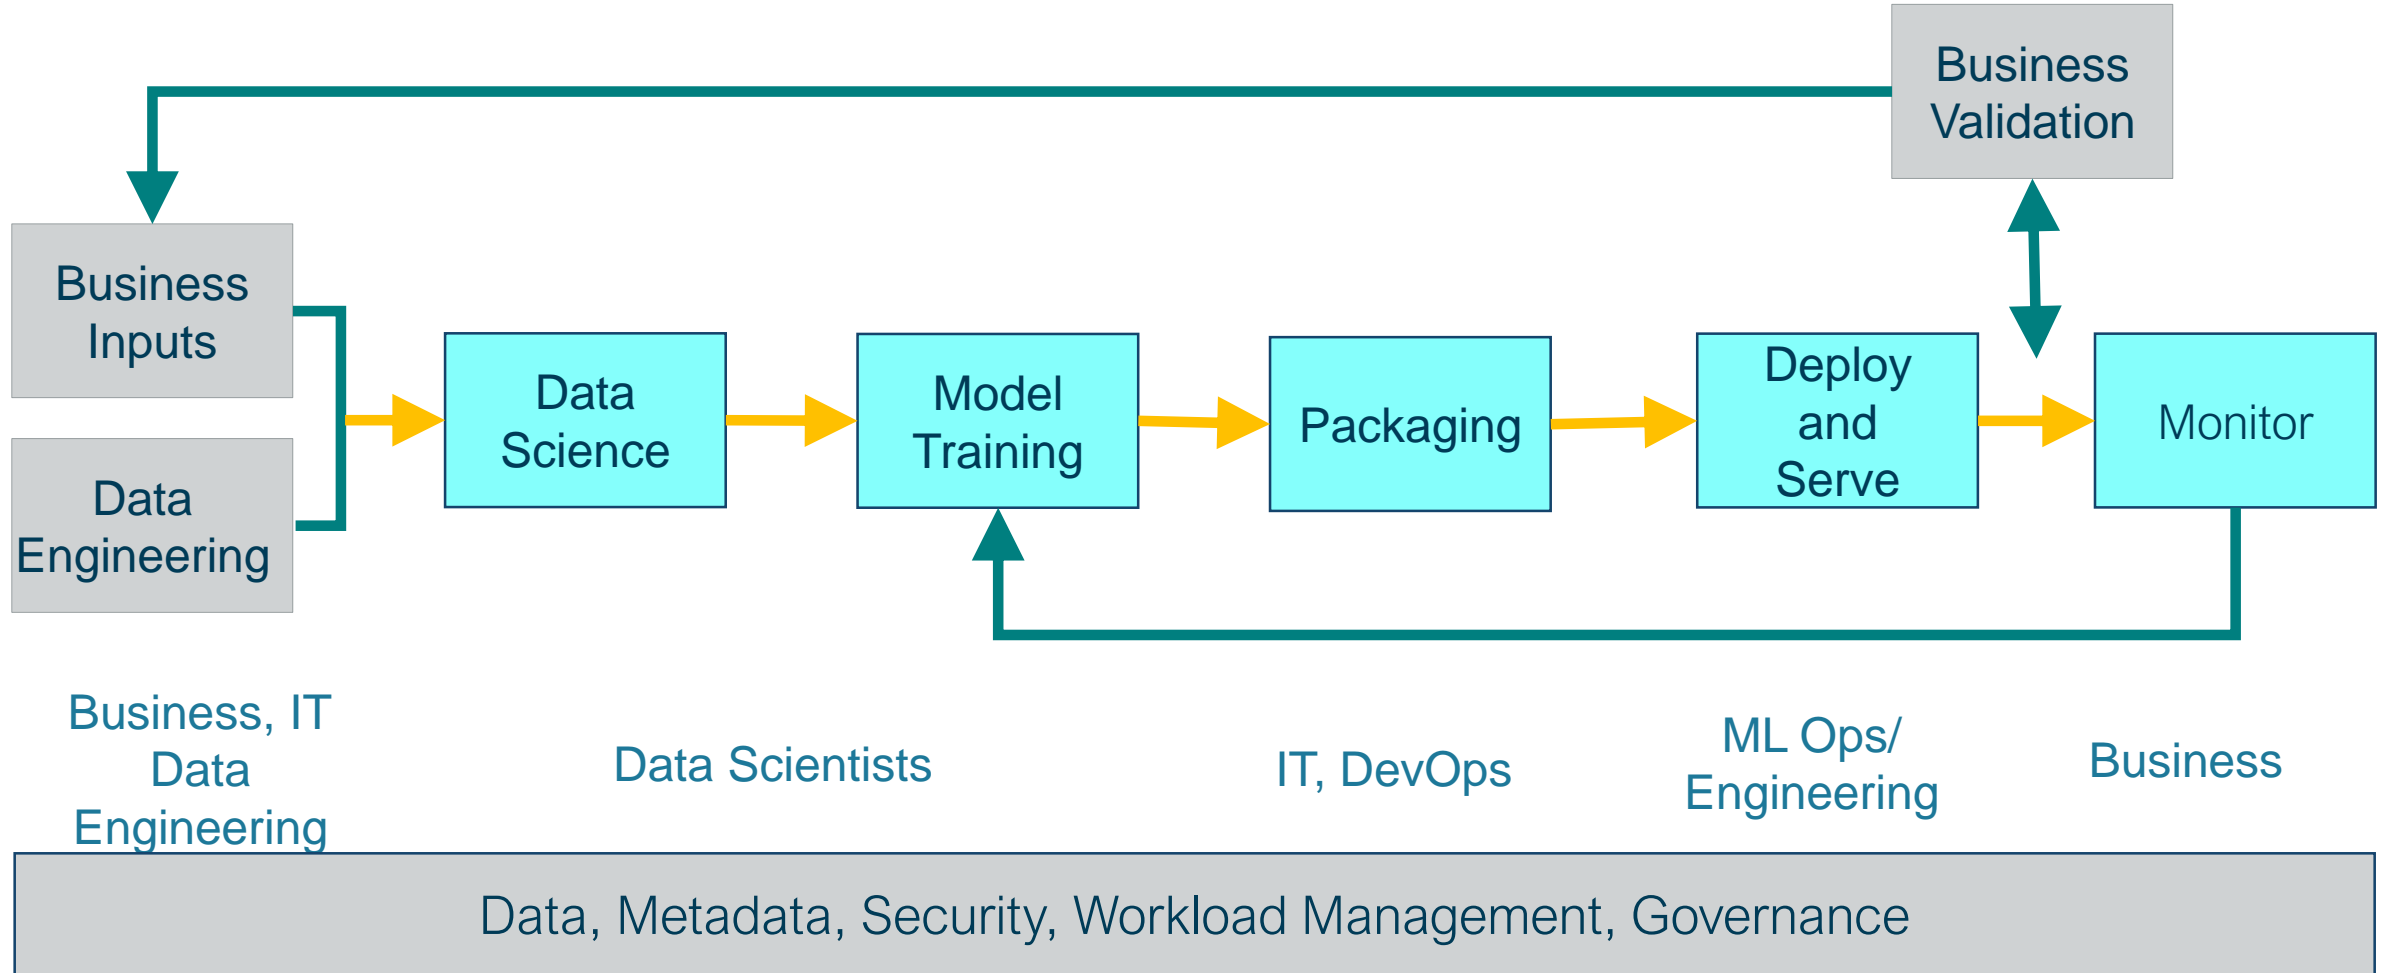 Business
Validation
Business
Inputs
Data
Engineering
Data
Science
Model
Training
Packaging
Deploy
and
Serve
Monitor
Business, IT
Data
Engineering
Data Scientists
IT, DevOps
ML Ops/
Engineering
Business
Data, Metadata, Security, Workload Management, Governance